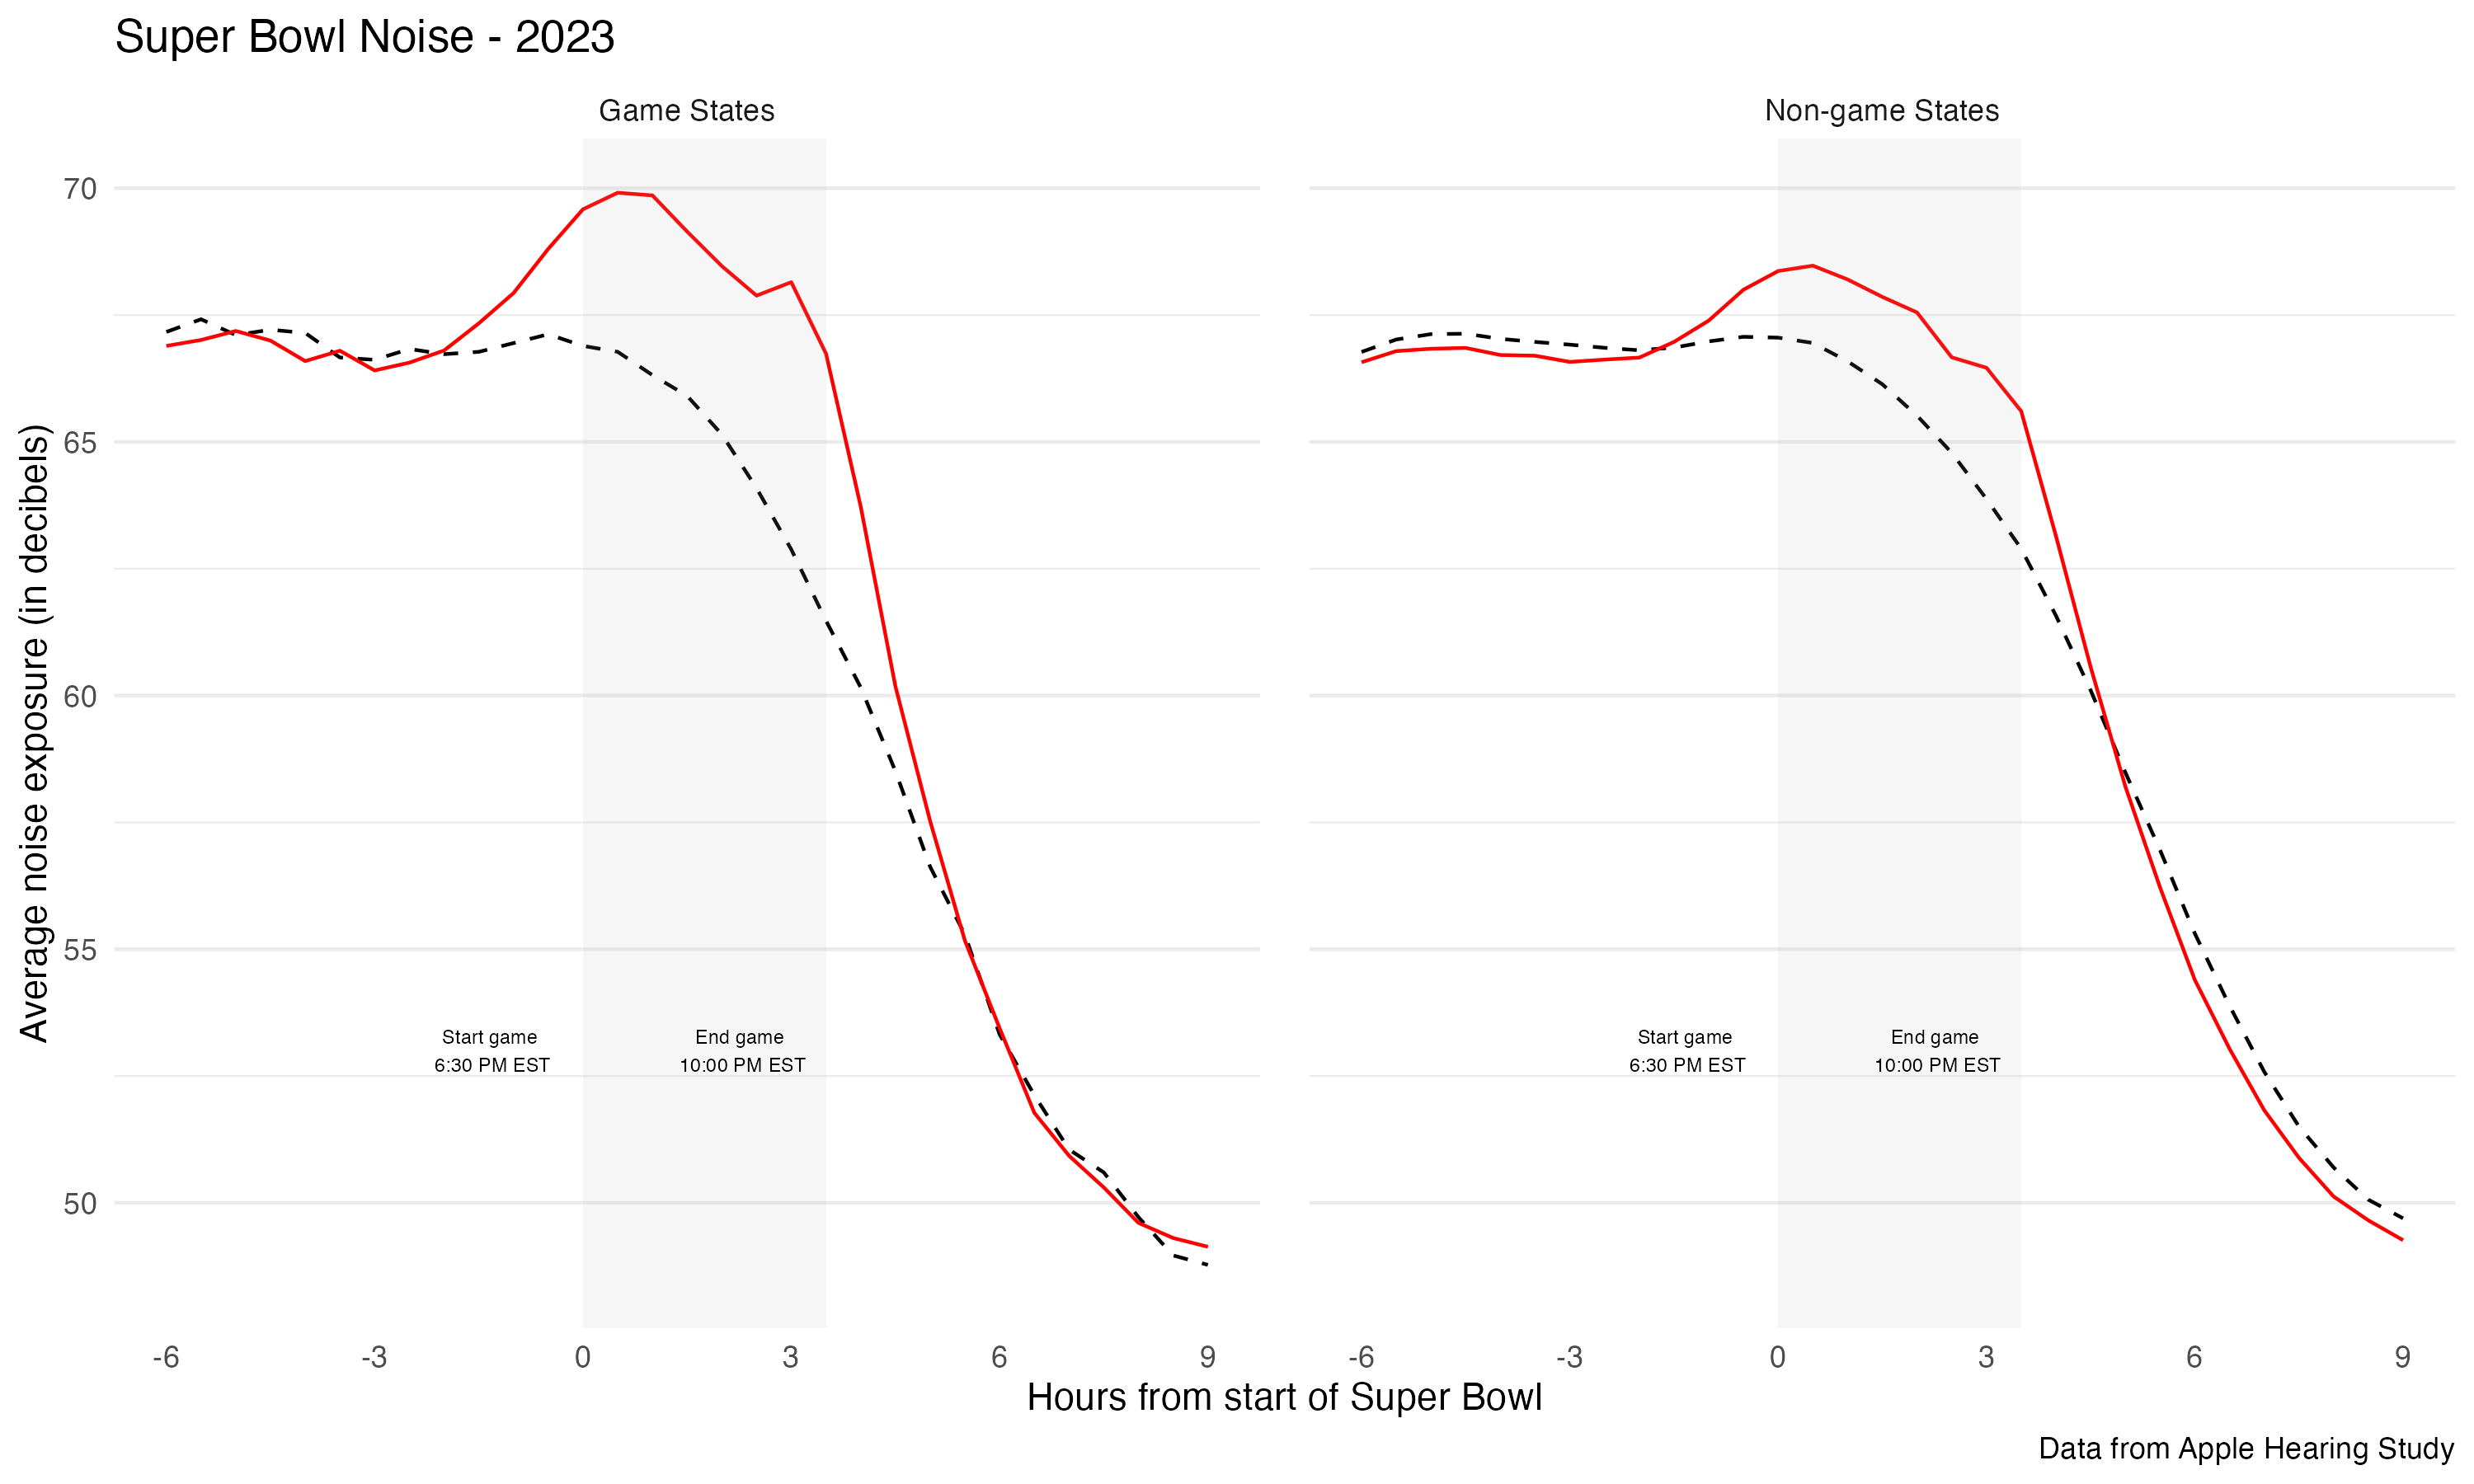 Super Bowl Noise - 2023
Game States
Non-game States
Average noise exposure (in decibels)
70
65
60
55
50
Start game
6:30 PM EST
End game
10:00 PM EST
Start game
6:30 PM EST
End game
10:00 PM EST
-6 -3 0 3 6 9
-6 -3 0 3 6 9
Hours from start of Super Bowl
Data from Apple Hearing Study